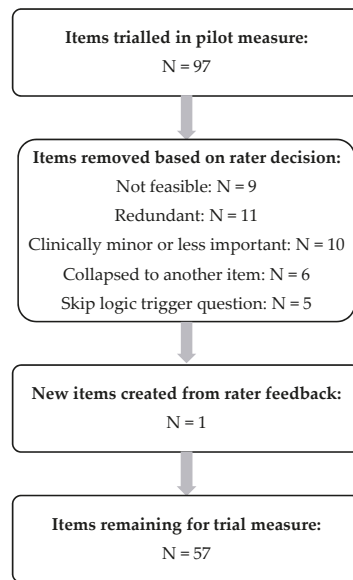 Items trialled in pilot measure:
N = 97
Items removed based on rater decision:
Not feasible: N = 9
Redundant: N = 11
Clinically minor or less important: N = 10
Collapsed to another item: N = 6
Skip logic trigger question: N = 5
New items created from rater feedback:
N = 1
Items remaining for trial measure:
N = 57